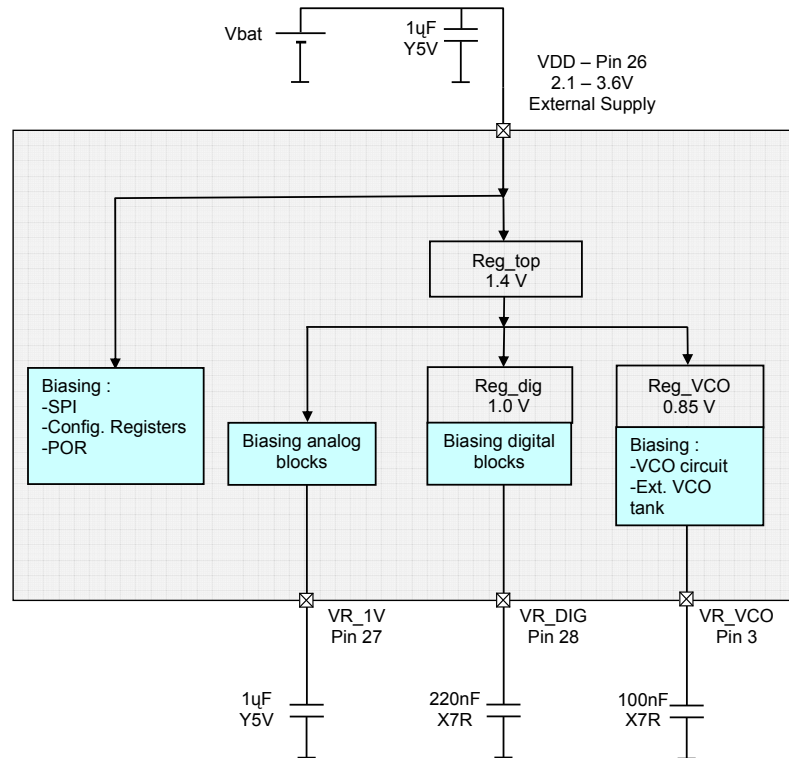 Vbat
1ųF
Y5V
VDD – Pin 26
2.1 – 3.6V
External Supply
Reg_top
1.4 V
Biasing :
-SPI
-Config. Registers
-POR
Biasing analog
blocks
Reg_dig
1.0 V
Biasing digital
blocks
Reg_VCO
0.85 V
Biasing :
-VCO circuit
-Ext. VCO
tank
VR_1V
Pin 27
VR_DIG
Pin 28
VR_VCO
Pin 3
1ųF
Y5V
220nF
X7R
100nF
X7R